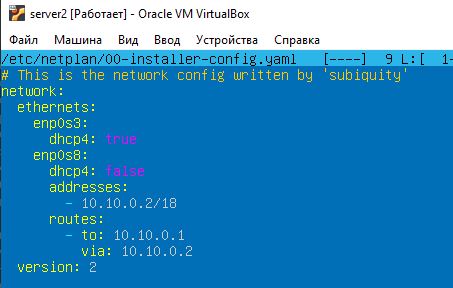 server2 [Работает] - Oracle VM VirtualBox
Файл Машина Вид Ввод Устройства Справка
/etc/netplan/00-installer-config.yaml [----] 9 L:[ 1-
# This is the network config written by 'subiquity'
network:
  ethernets:
    enp0s3:
      dhcp4: true
    enp0s8:
      dhcp4: false
      addresses:
        - 10.10.0.2/18
      routes:
        - to: 10.10.0.1
          via: 10.10.0.2
  version: 2